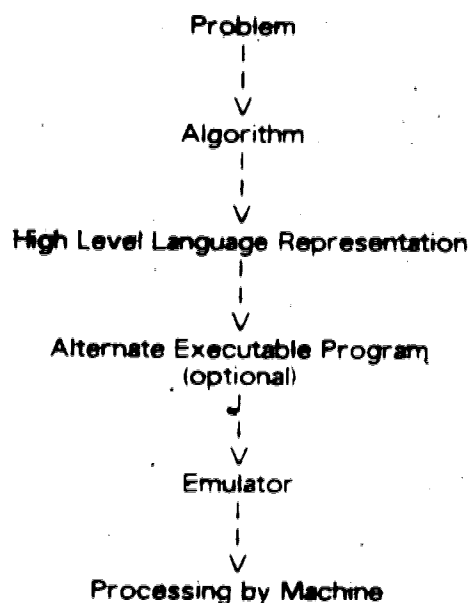 Problem
Algorithm
High Level Language Representation
Alternate Executable Program
(optional)
Emulator
Processing by Machine